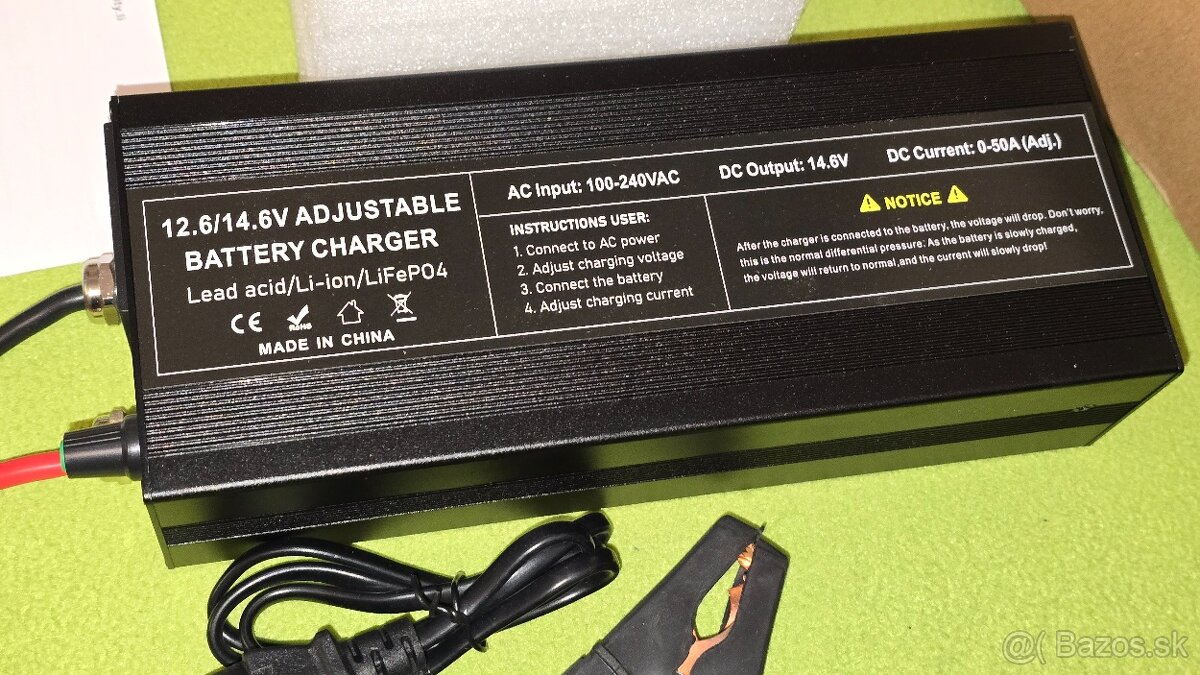 12.6/14.6V ADJUSTABLE
BATTERY CHARGER
Lead acid/Li-ion/LiFePO4
CE
RoHS
MADE IN CHINA
AC Input: 100-240VAC
DC Output: 14.6V
DC Current: 0-50A (Adj.)
INSTRUCTIONS USER:
1. Connect to AC power
2. Adjust charging voltage
3. Connect the battery
4. Adjust charging current
NOTICE
After the charger is connected to the battery, the voltage will drop. Don't worry,
this is the normal differential pressure. As the battery is slowly charged,
the voltage will return to normal,and the current will slowly drop!
@( Bazos.sk